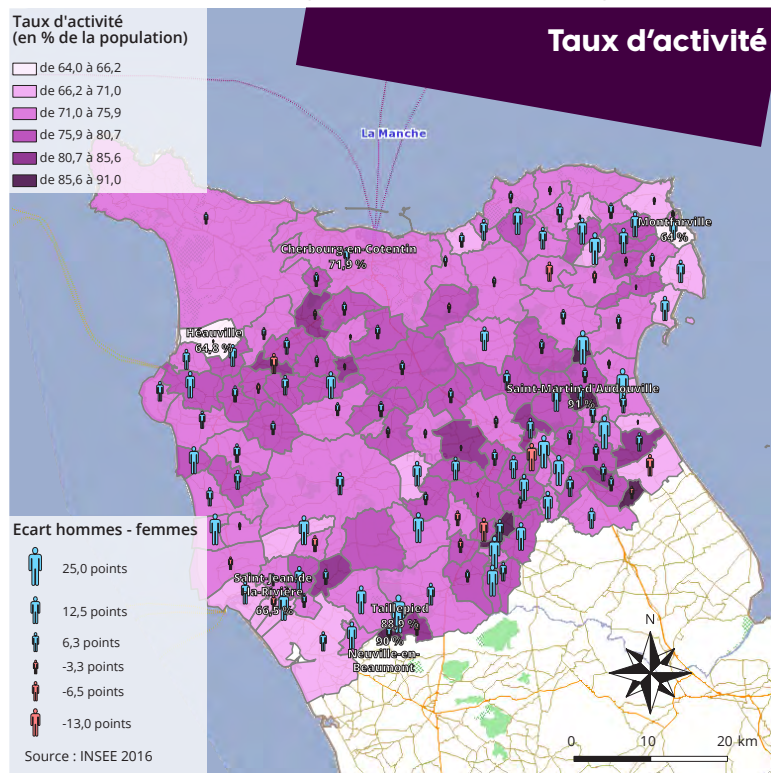 Taux d'activité
(en % de la population)
de 64,0 à 66,2
de 66,2 à 71,0
de 71,0 à 75,9
de 75,9 à 80,7
de 80,7 à 85,6
de 85,6 à 91,0
Taux d'activité
La Manche
Montfarville
64 %
Cherbourg-en-Cotentin
71,9 %
Héauville
64,8 %
Saint-Martin-d'Audouville
91 %
Saint-Jean-de
-la-Rivière
66,5 %
Taillepied
88,9 %
90 %
Neuville-en-
Beaumont
Ecart hommes - femmes
25,0 points
12,5 points
6,3 points
-3,3 points
-6,5 points
-13,0 points
Source : INSEE 2016
N
0 10 20 km